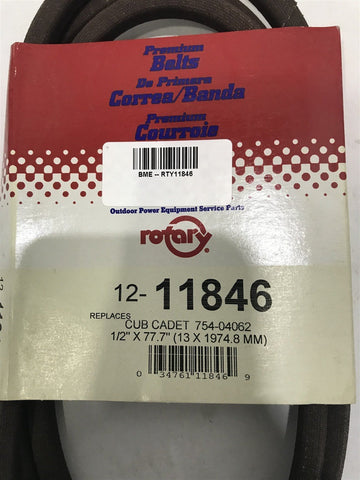 Premium
Belts
De Primera
Correa/Banda
Premium
Courroie
BME -- RTY11846
Outdoor Power Equipment Service Parts
rotary
12- 11846
REPLACES
CUB CADET 754-04062
1/2" X 77.7" (13 X 1974.8 MM)
0 34761 11846 9